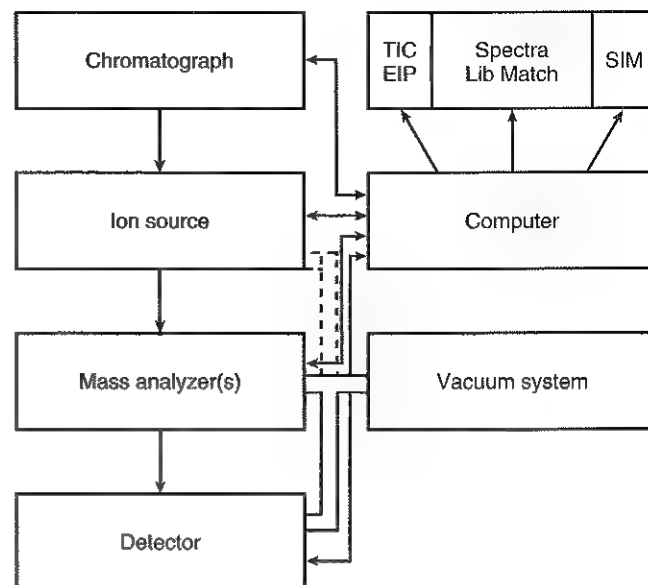 Chromatograph
TIC
EIP
Spectra
Lib Match
SIM
Ion source
Computer
Mass analyzer(s)
Vacuum system
Detector